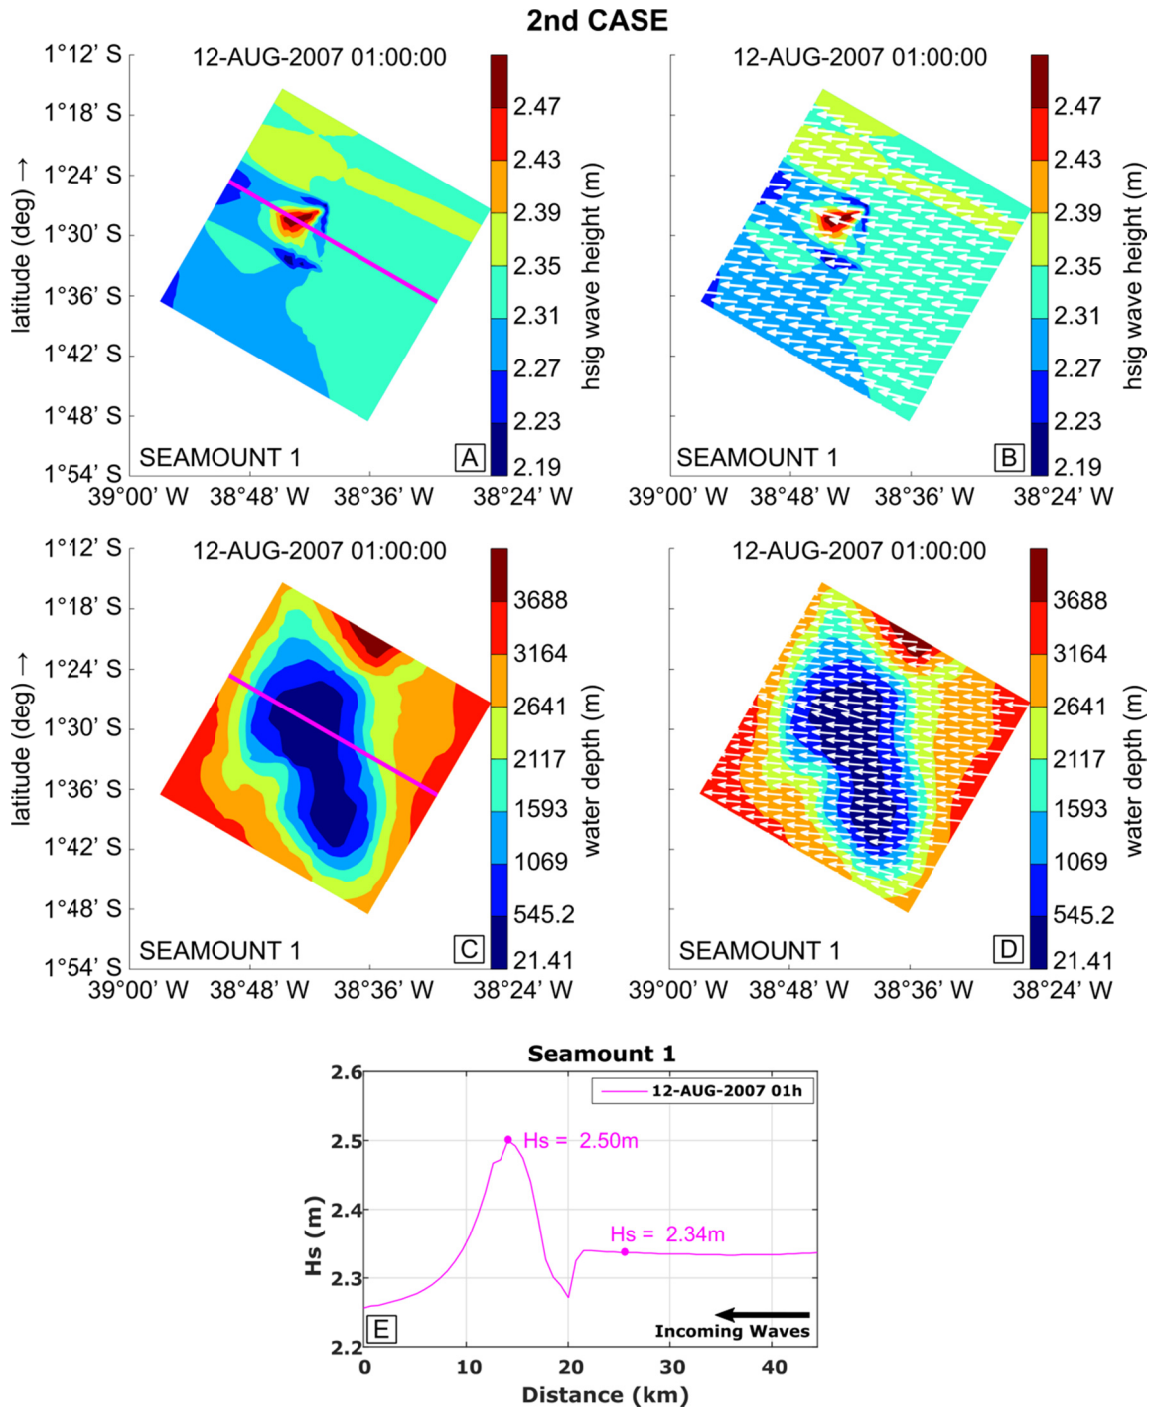 2nd CASE
12-AUG-2007 01:00:00
1°12' S
1°18' S
1°24' S
1°30' S
1°36' S
1°42' S
1°48' S
1°54' S
latitude (deg) →
39°00' W 38°48' W 38°36' W 38°24' W
SEAMOUNT 1
A
2.47
2.43
2.39
2.35
2.31
2.27
2.23
2.19
hsig wave height (m)
12-AUG-2007 01:00:00
39°00' W 38°48' W 38°36' W 38°24' W
SEAMOUNT 1
B
2.47
2.43
2.39
2.35
2.31
2.27
2.23
2.19
hsig wave height (m)
12-AUG-2007 01:00:00
1°12' S
1°18' S
1°24' S
1°30' S
1°36' S
1°42' S
1°48' S
1°54' S
latitude (deg) →
39°00' W 38°48' W 38°36' W 38°24' W
SEAMOUNT 1
C
3688
3164
2641
2117
1593
1069
545.2
21.41
water depth (m)
12-AUG-2007 01:00:00
39°00' W 38°48' W 38°36' W 38°24' W
SEAMOUNT 1
D
3688
3164
2641
2117
1593
1069
545.2
21.41
water depth (m)
Seamount 1
2.6
2.5
2.4
2.3
2.2
Hs (m)
12-AUG-2007 01h
Hs = 2.50m
Hs = 2.34m
Incoming Waves
E
0 10 20 30 40
Distance (km)